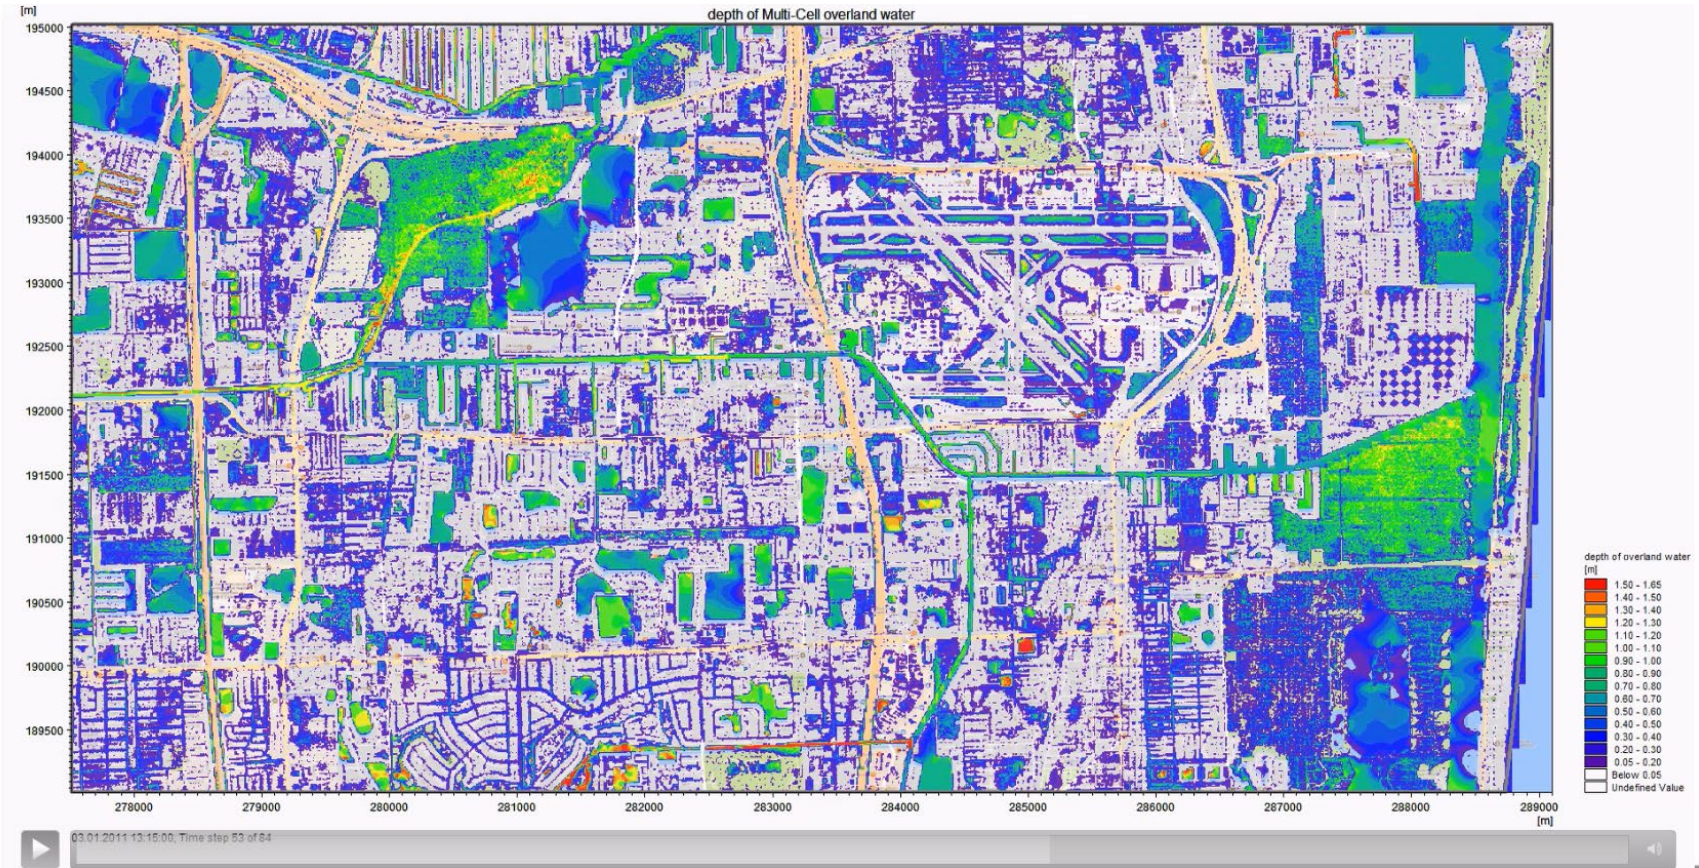 [m]
depth of Multi-Cell overland water
195000
194500
194000
193500
193000
192500
192000
191500
191000
190500
190000
189500
278000 279000 280000 281000 282000 283000 284000 285000 286000 287000 288000 289000
[m]
depth of overland water
[m]
1.50 - 1.65
1.40 - 1.50
1.30 - 1.40
1.20 - 1.30
1.10 - 1.20
1.00 - 1.10
0.90 - 1.00
0.80 - 0.90
0.70 - 0.80
0.60 - 0.70
0.50 - 0.60
0.40 - 0.50
0.30 - 0.40
0.20 - 0.30
0.05 - 0.20
Below 0.05
Undefined Value
03.01.2011 13:15:00, Time step 53 of 84